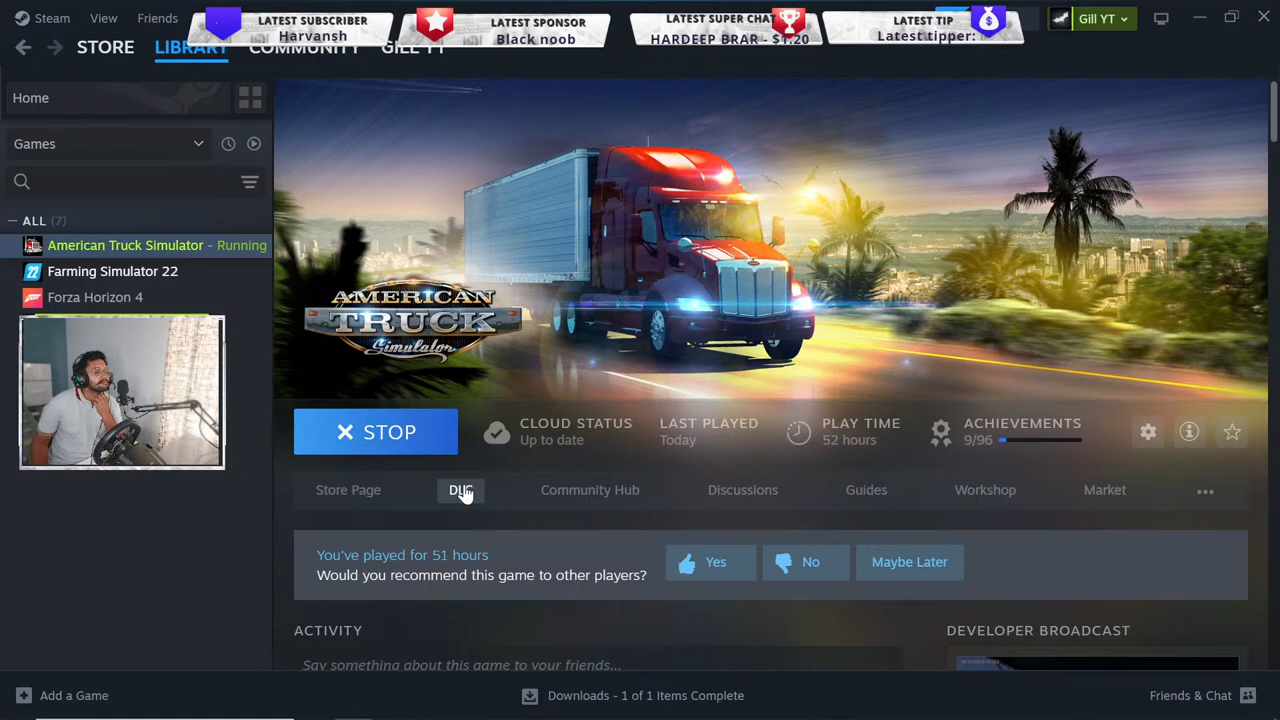 Steam View Friends
LATEST SUBSCRIBER
Harvansh
LATEST SPONSOR
Black noob
LATEST SUPER CHAT
HARDEEP BRAR - $1.20
LATEST TIP
Latest tipper:
Gill YT
STORE LIBRARY COMMUNITY GILL YT
Home
Games
ALL (7)
American Truck Simulator - Running
Farming Simulator 22
Forza Horizon 4
AMERICAN
TRUCK
Simulator
STOP
CLOUD STATUS
Up to date
LAST PLAYED
Today
PLAY TIME
52 hours
ACHIEVEMENTS
9/96
Store Page DLC Community Hub Discussions Guides Workshop Market
You've played for 51 hours
Would you recommend this game to other players?
Yes No Maybe Later
ACTIVITY
Say something about this game to your friends...
DEVELOPER BROADCAST
Add a Game
Downloads - 1 of 1 Items Complete
Friends & Chat